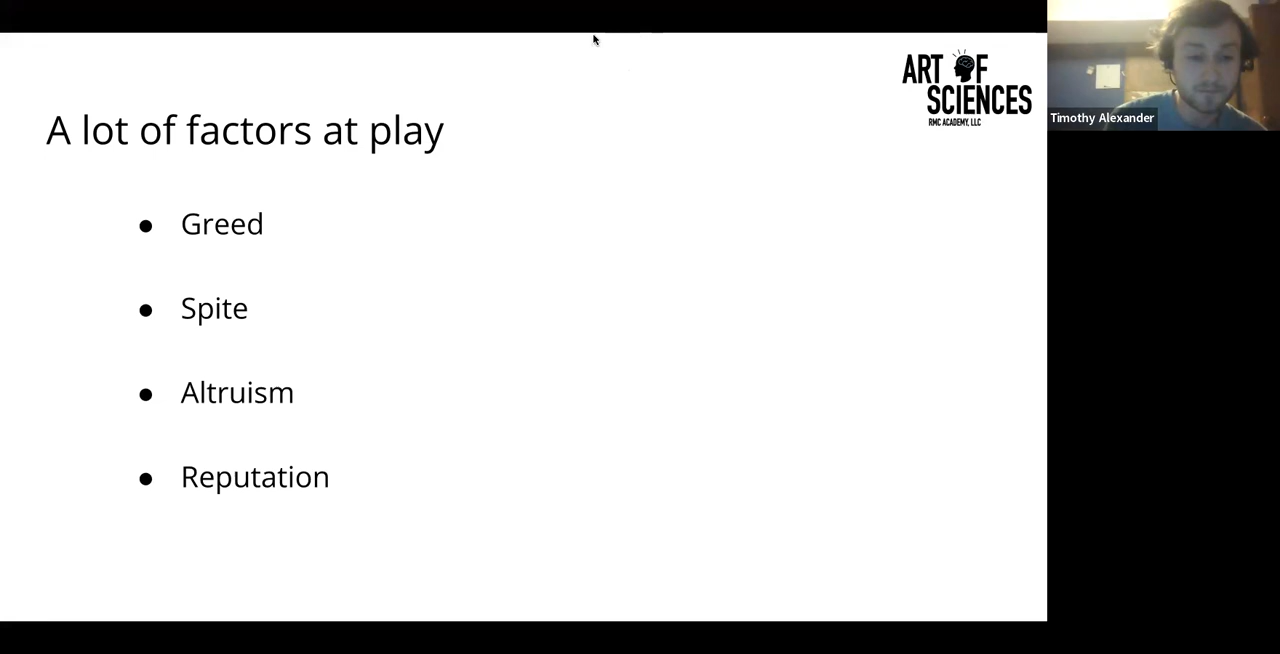 ART OF
SCIENCES
RMC ACADEMY, LLC
A lot of factors at play
● Greed
● Spite
● Altruism
● Reputation
Timothy Alexander